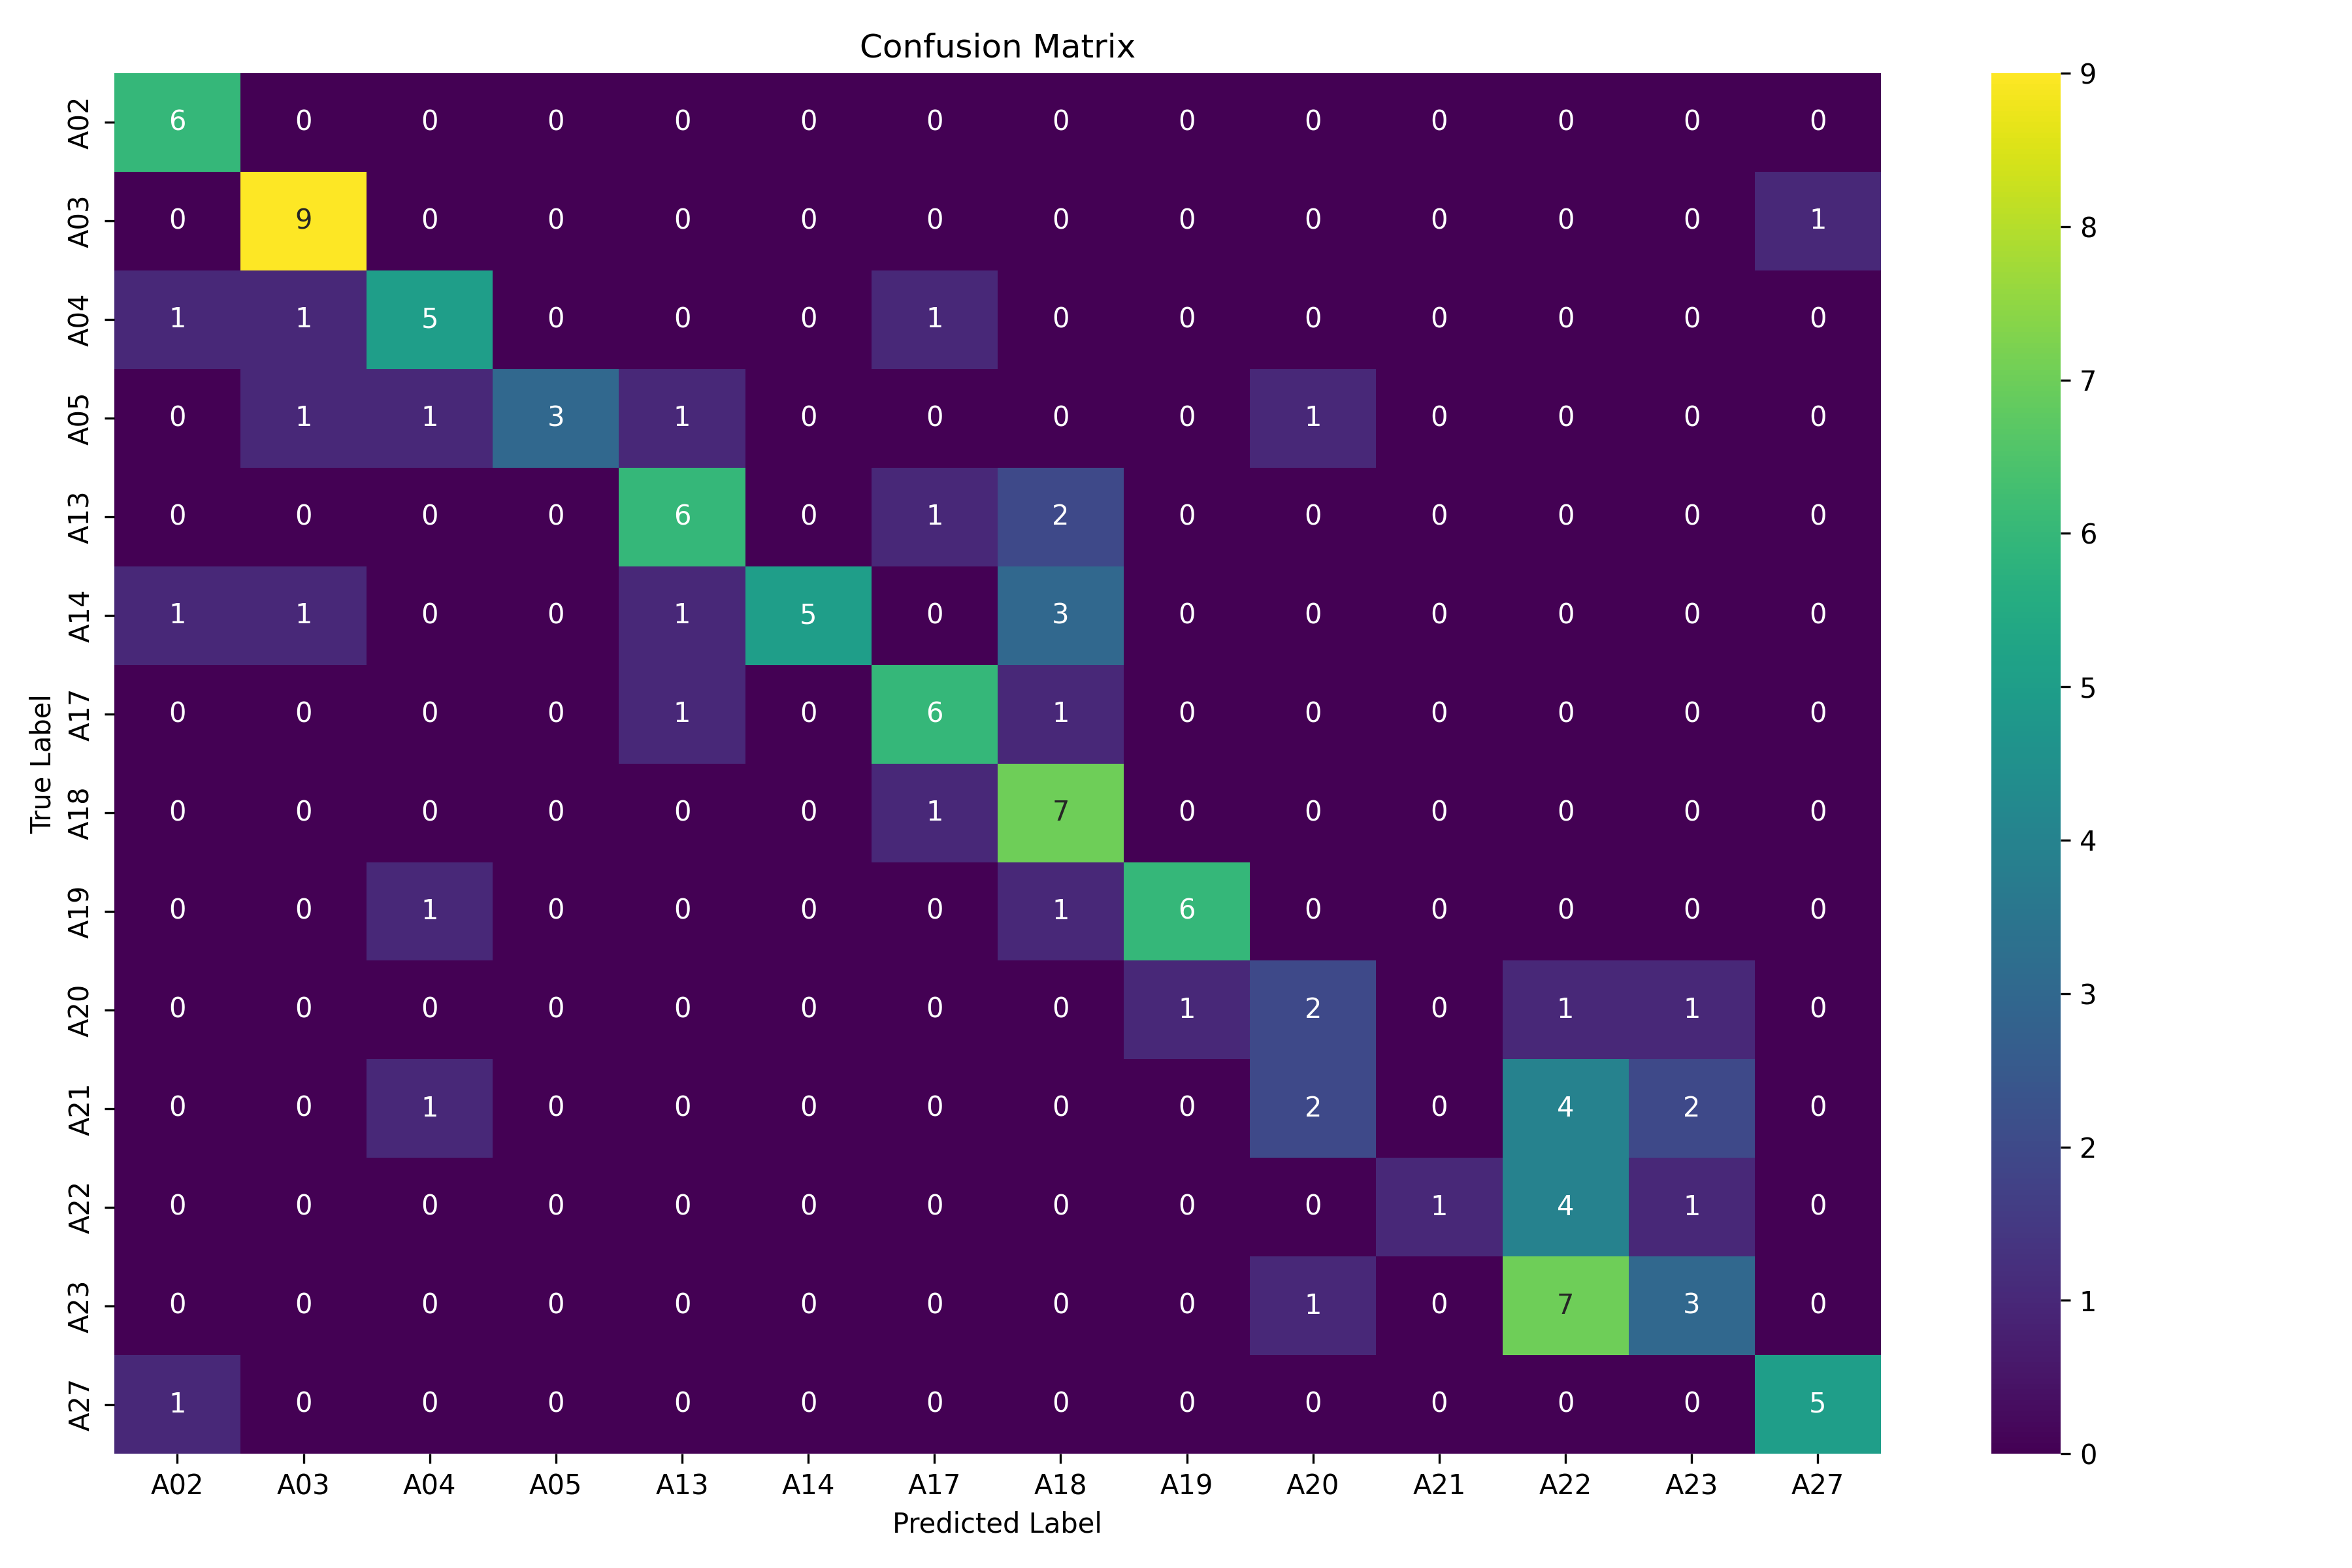 Confusion Matrix
True Label
A02 6 0 0 0 0 0 0 0 0 0 0 0 0 0
A03 0 9 0 0 0 0 0 0 0 0 0 0 0 1
A04 1 1 5 0 0 0 1 0 0 0 0 0 0 0
A05 0 1 1 3 1 0 0 0 0 1 0 0 0 0
A13 0 0 0 0 6 0 1 2 0 0 0 0 0 0
A14 1 1 0 0 1 5 0 3 0 0 0 0 0 0
A17 0 0 0 0 1 0 6 1 0 0 0 0 0 0
A18 0 0 0 0 0 0 1 7 0 0 0 0 0 0
A19 0 0 1 0 0 0 0 1 6 0 0 0 0 0
A20 0 0 0 0 0 0 0 0 1 2 0 1 1 0
A21 0 0 1 0 0 0 0 0 0 2 0 4 2 0
A22 0 0 0 0 0 0 0 0 0 0 1 4 1 0
A23 0 0 0 0 0 0 0 0 0 1 0 7 3 0
A27 1 0 0 0 0 0 0 0 0 0 0 0 0 5
A02 A03 A04 A05 A13 A14 A17 A18 A19 A20 A21 A22 A23 A27
Predicted Label
9
8
7
6
5
4
3
2
1
0